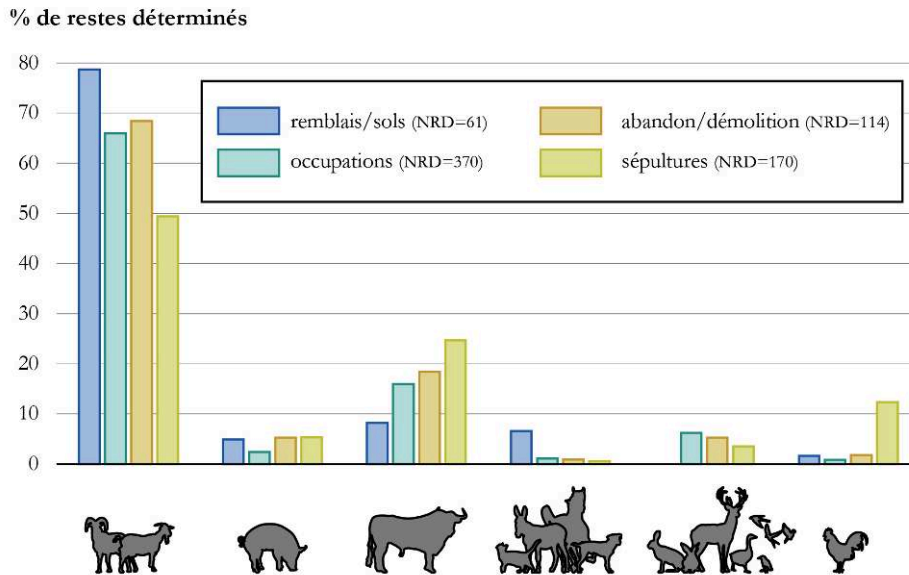 % de restes déterminés
80
70
60
50
40
30
20
10
0
remblais/sols (NRD=61)
abandon/démolition (NRD=114)
occupations (NRD=370)
sépultures (NRD=170)